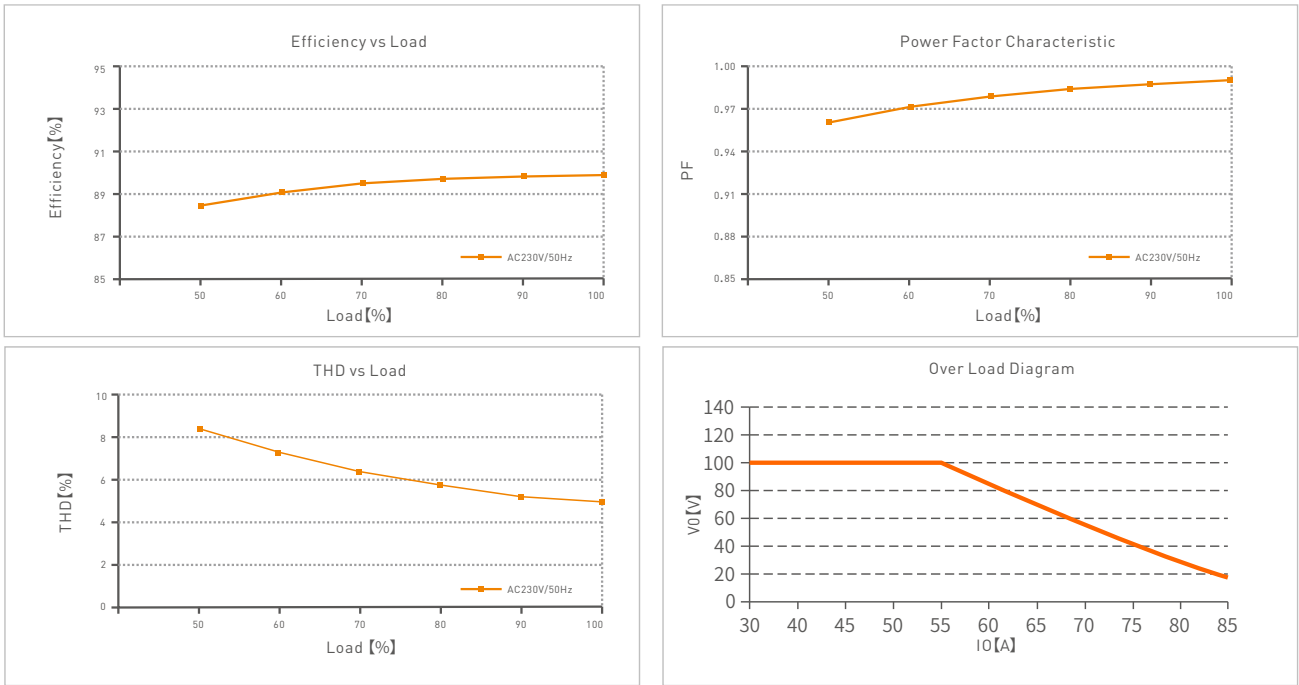 Efficiency vs Load
Efficiency【%】
95
93
91
89
87
85
AC230V/50Hz
50 60 70 80 90 100
Load【%】
Power Factor Characteristic
PF
1.00
0.97
0.94
0.91
0.88
0.85
AC230V/50Hz
50 60 70 80 90 100
Load【%】
THD vs Load
THD【%】
10
8
6
4
2
0
AC230V/50Hz
50 60 70 80 90 100
Load 【%】
Over Load Diagram
V0【V】
140
120
100
80
60
40
20
0
30 40 45 50 55 60 65 70 75 80 85
IO【A】